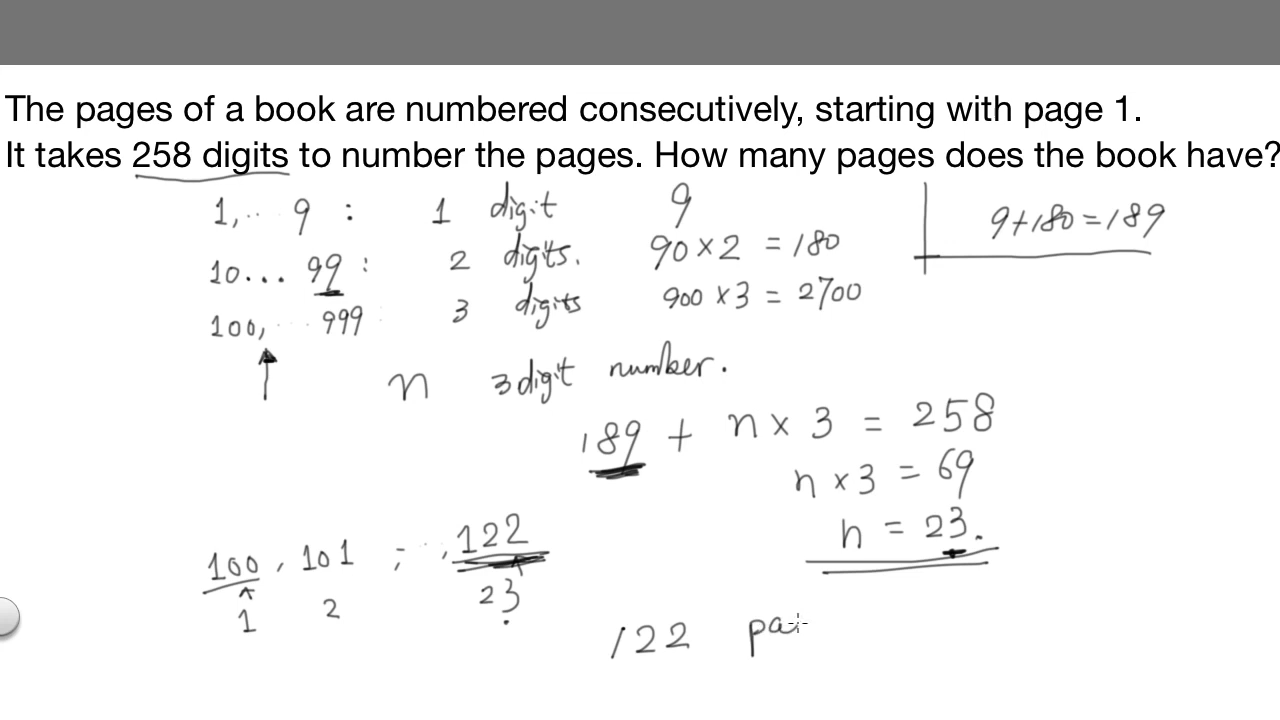 The pages of a book are numbered consecutively, starting with page 1.
It takes 258 digits to number the pages. How many pages does the book have?
1, .. 9 : 1 digit 9
9+180=189
10... 99 : 2 digits. 90 x 2 = 180
100, ... 999 3 digits 900 x 3 = 2700
n 3 digit number.
189 + n x 3 = 258
n x 3 = 69
n = 23.
100, 101 , .. , 122
1 2 23
122 pa